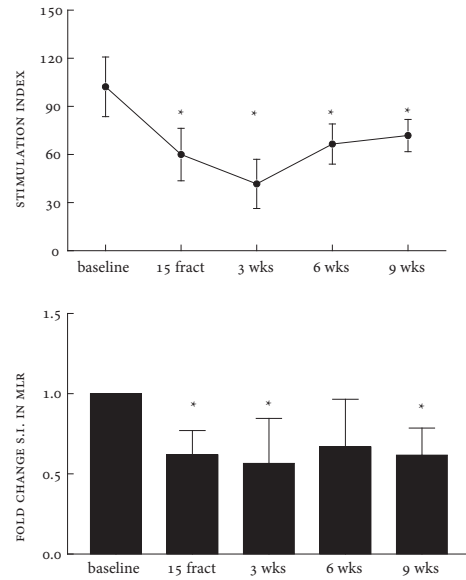 150
120
90
60
30
0
STIMULATION INDEX
* * * *
baseline 15 fract 3 wks 6 wks 9 wks
1.5
1.0
0.5
0.0
FOLD CHANGE S.I. IN MLR
* * *
baseline 15 fract 3 wks 6 wks 9 wks